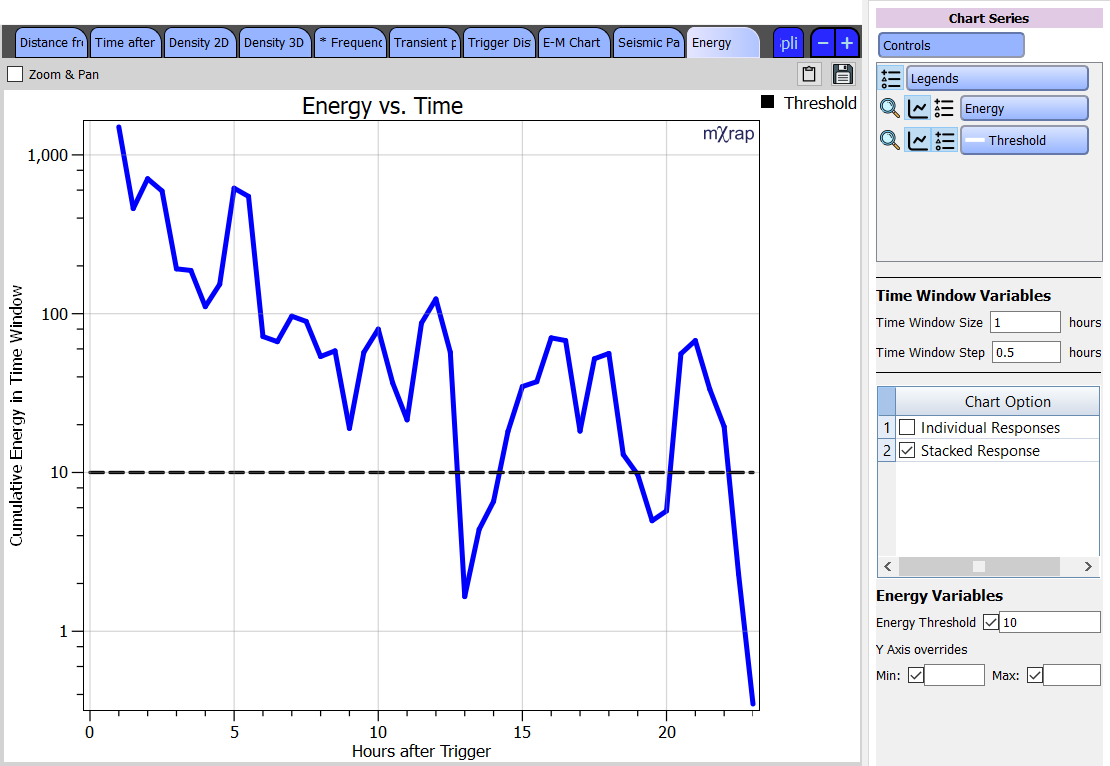 Distance fr
Time after
Density 2D
Density 3D
* Frequenc
Transient p
Trigger Dis
E-M Chart
Seismic Pa
Energy
pli
−
+
Zoom & Pan
Energy vs. Time
Threshold
mXrap
1,000
100
10
1
Cumulative Energy in Time Window
0
5
10
15
20
Hours after Trigger
Chart Series
Controls
Legends
Energy
Threshold
Time Window Variables
Time Window Size 1 hours
Time Window Step 0.5 hours
Chart Option
1 Individual Responses
2 Stacked Response
Energy Variables
Energy Threshold 10
Y Axis overrides
Min: Max: